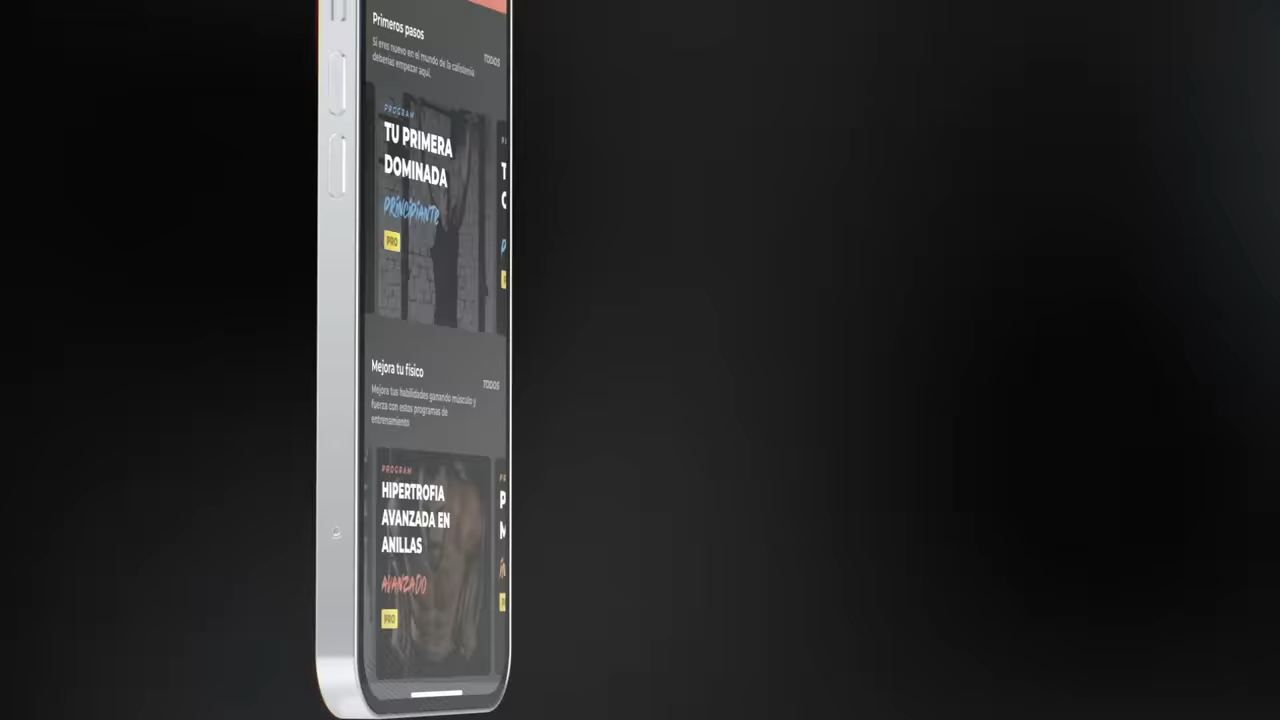 Primeros pasos
Si eres nuevo en el mundo de la calistenia
deberías empezar aquí.
TODOS
PROGRAM
TU PRIMERA
DOMINADA
PRINCIPIANTE
PRO
Mejora tu físico
TODOS
Mejora tus habilidades ganando músculo y
fuerza con estos programas de
entrenamiento
PROGRAM
HIPERTROFIA
AVANZADA EN
ANILLAS
AVANZADO
PRO